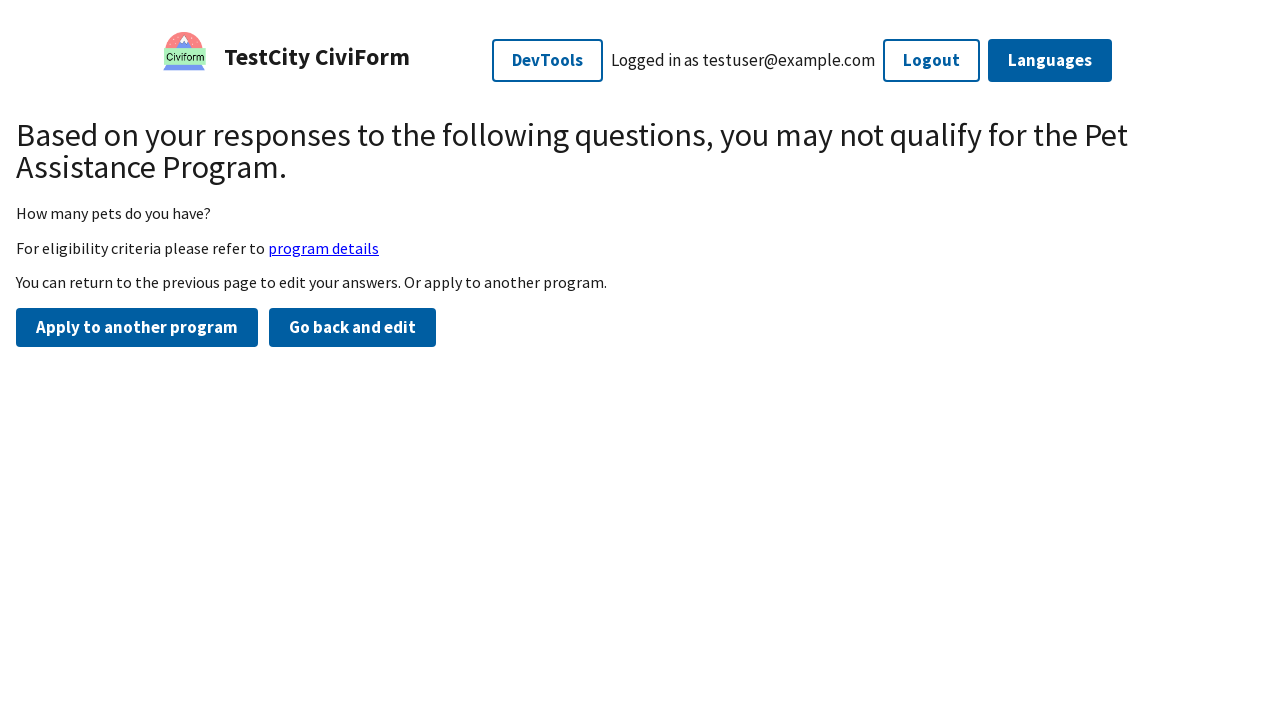 Civiform
TestCity CiviForm
DevTools
Logged in as testuser@example.com
Logout
Languages
Based on your responses to the following questions, you may not qualify for the Pet
Assistance Program.
How many pets do you have?
For eligibility criteria please refer to program details
You can return to the previous page to edit your answers. Or apply to another program.
Apply to another program
Go back and edit